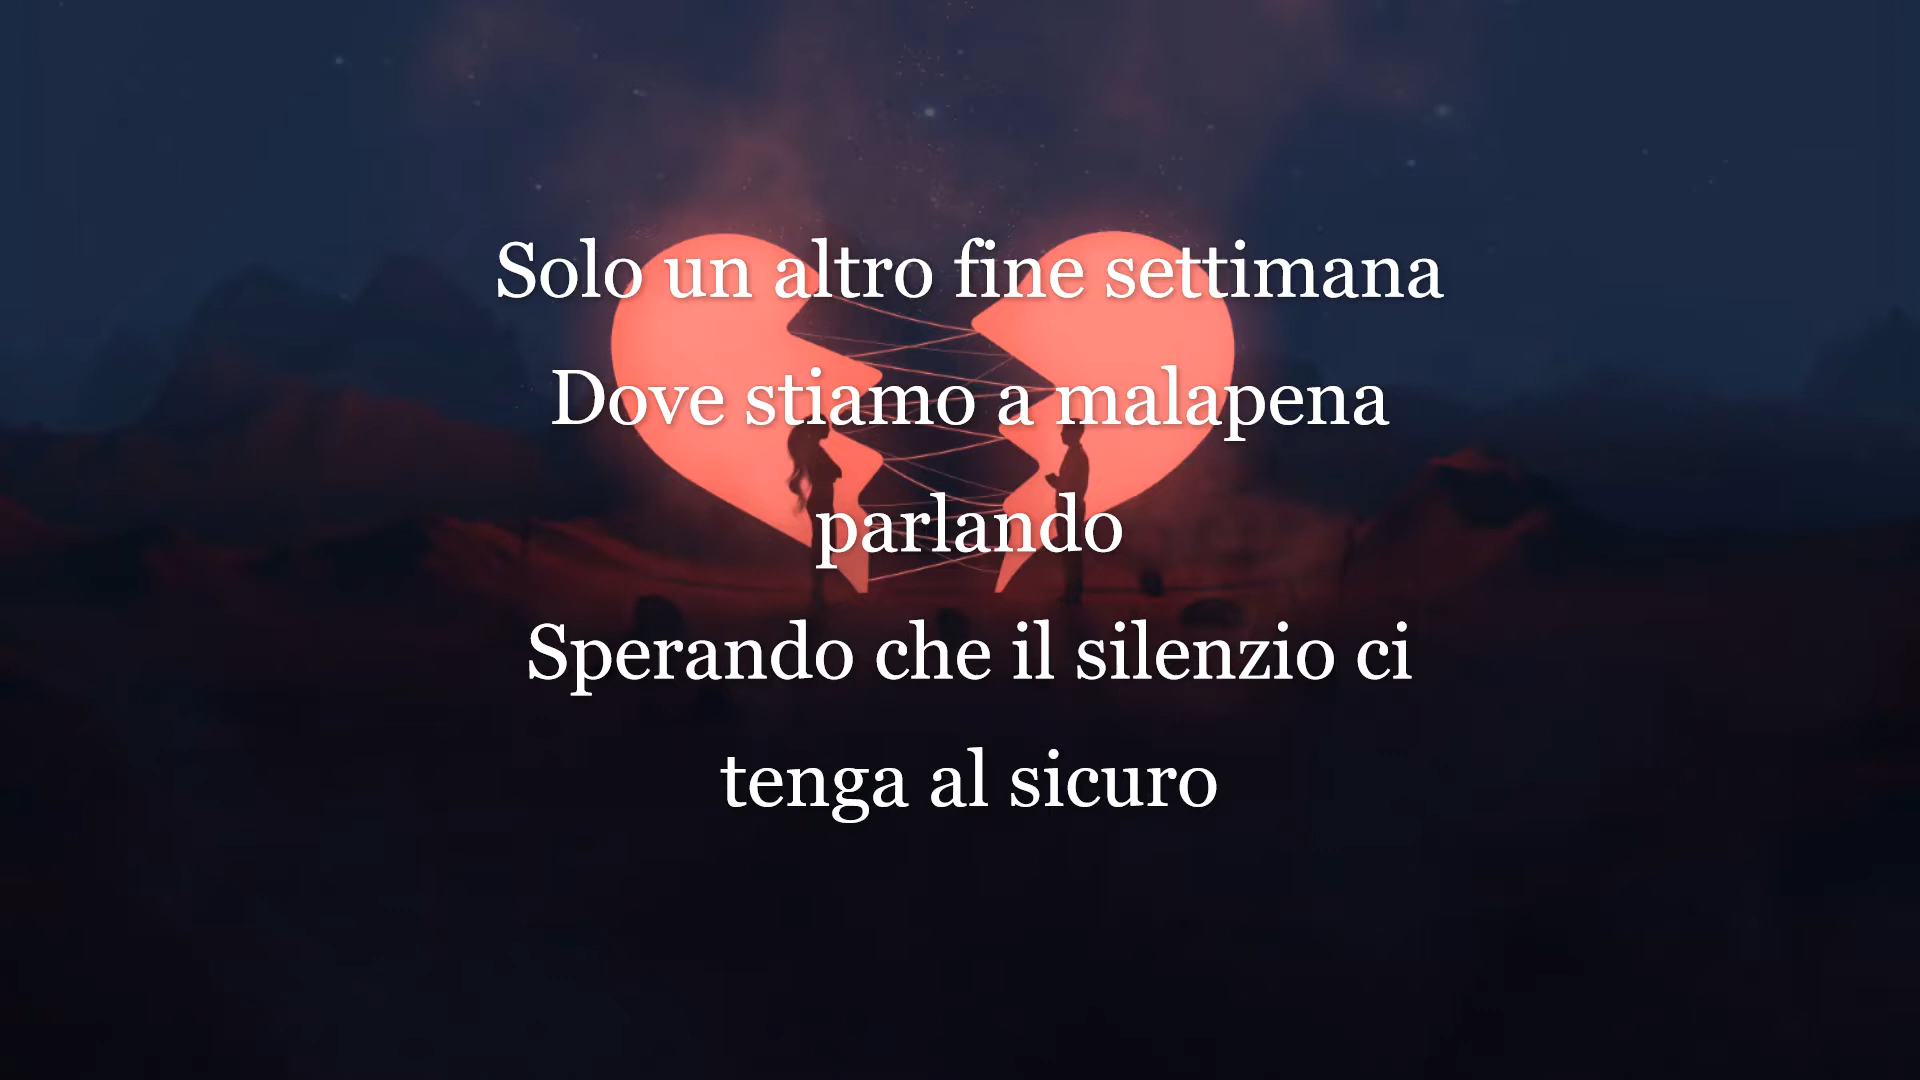 Solo un altro fine settimana
Dove stiamo a malapena
parlando
Sperando che il silenzio ci
tenga al sicuro